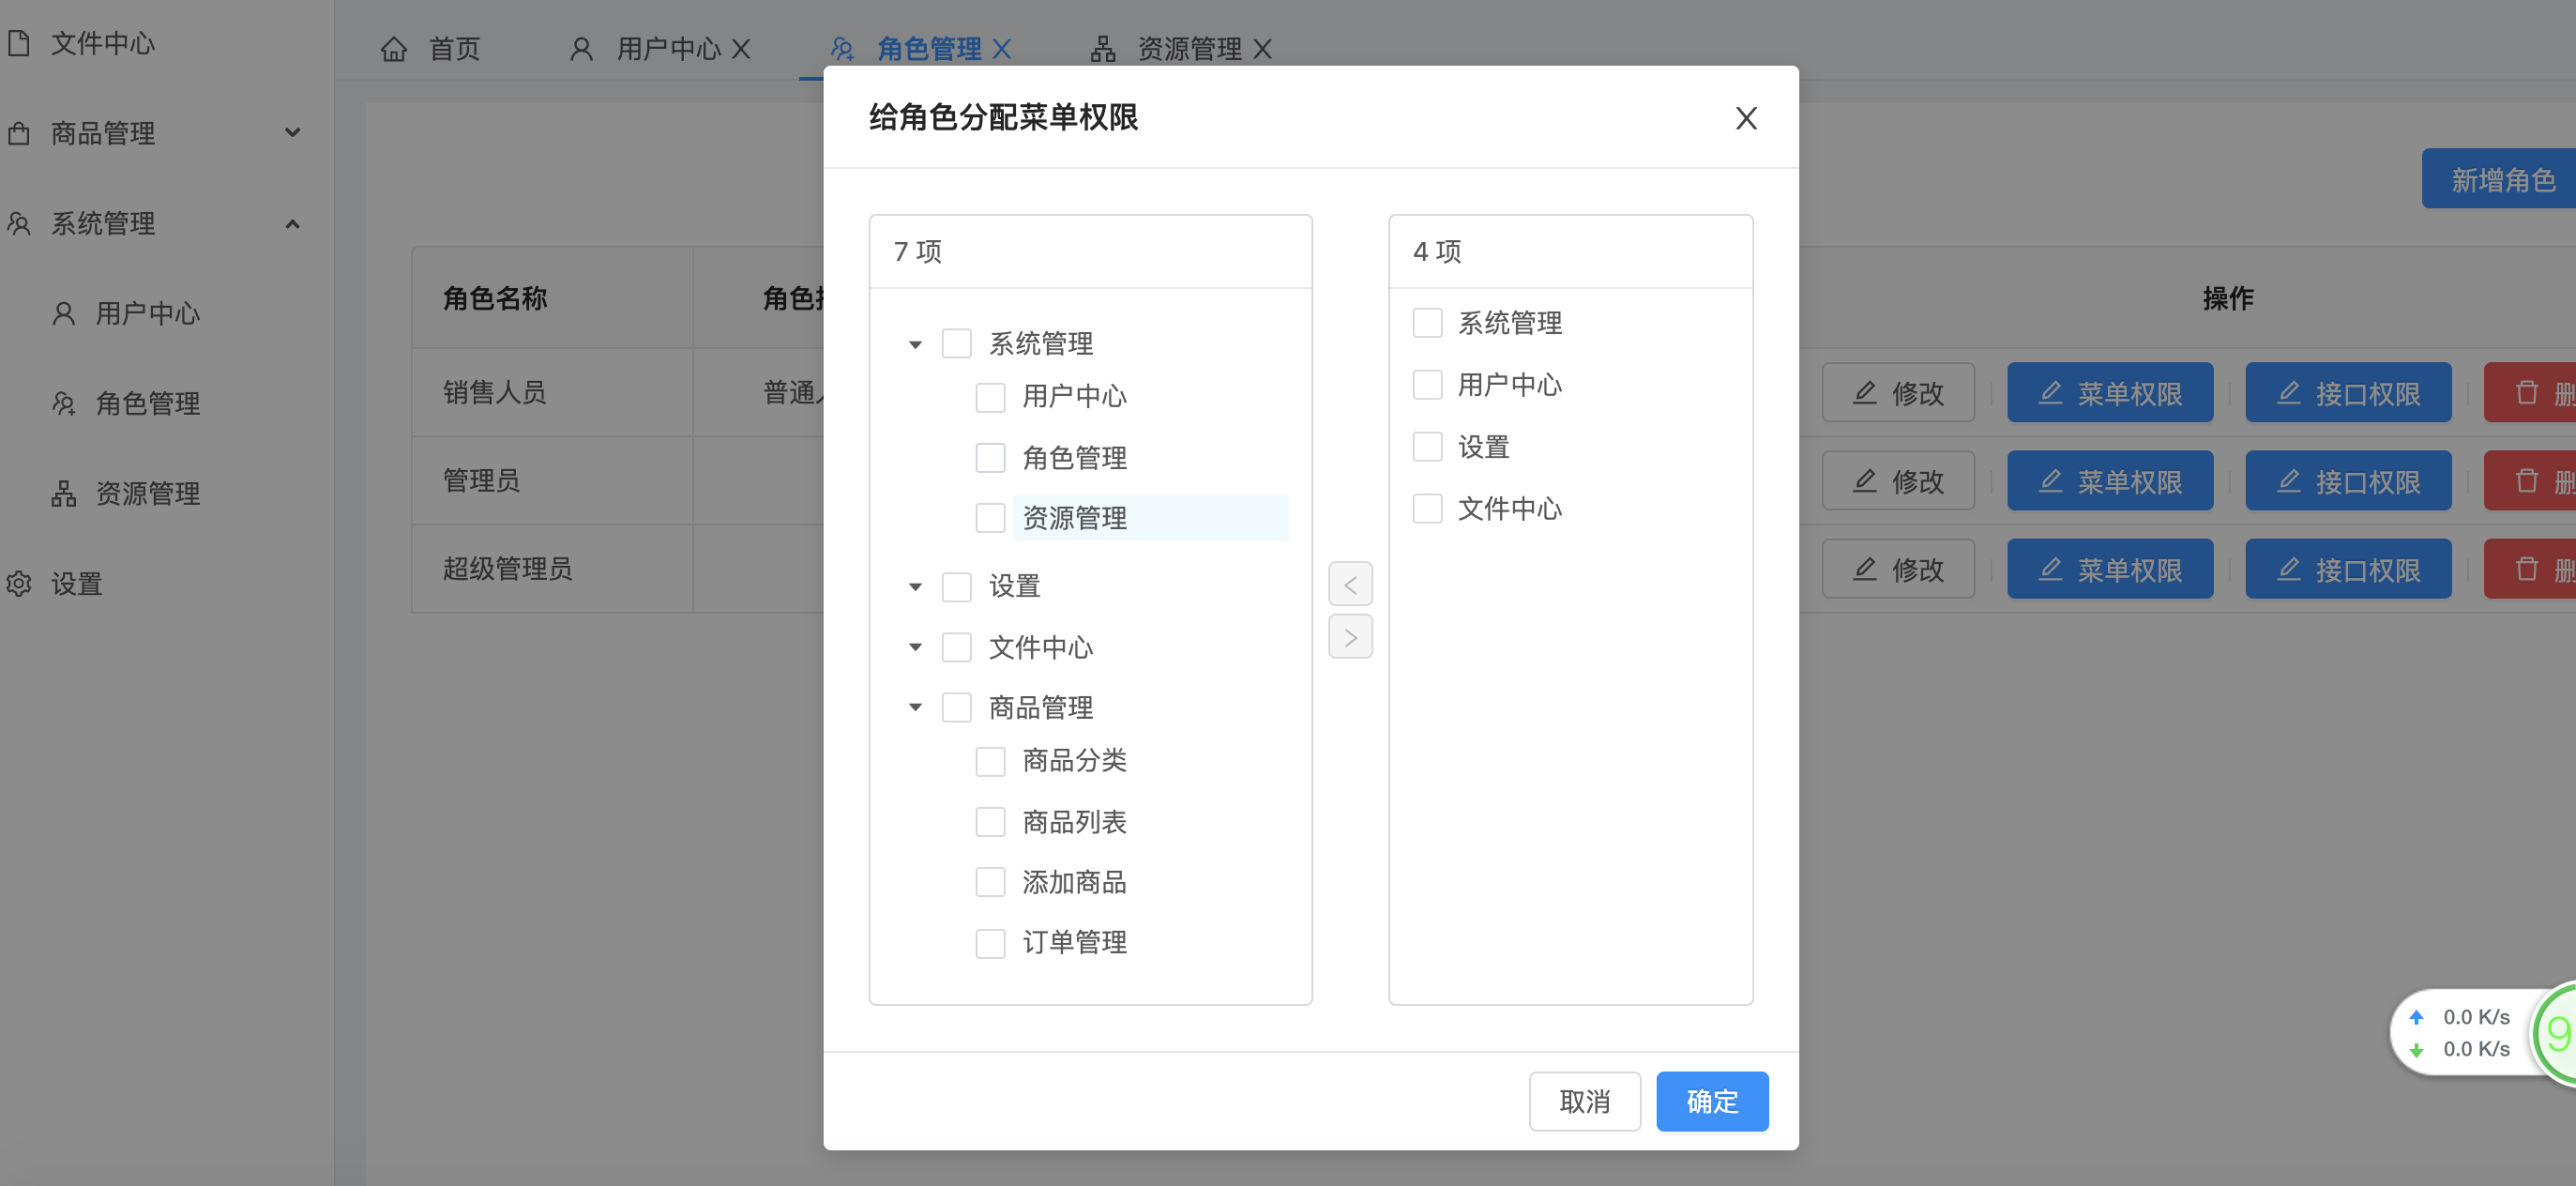 文件中心
商品管理
系统管理
用户中心
角色管理
资源管理
设置
首页
用户中心
角色管理
资源管理
新增角色
角色名称
角色
操作
销售人员
普通
修改
菜单权限
接口权限
管理员
修改
菜单权限
接口权限
超级管理员
修改
菜单权限
接口权限
给角色分配菜单权限
7 项
系统管理
用户中心
角色管理
资源管理
设置
文件中心
商品管理
商品分类
商品列表
添加商品
订单管理
4 项
系统管理
用户中心
设置
文件中心
取消
确定
0.0 K/s
0.0 K/s
9